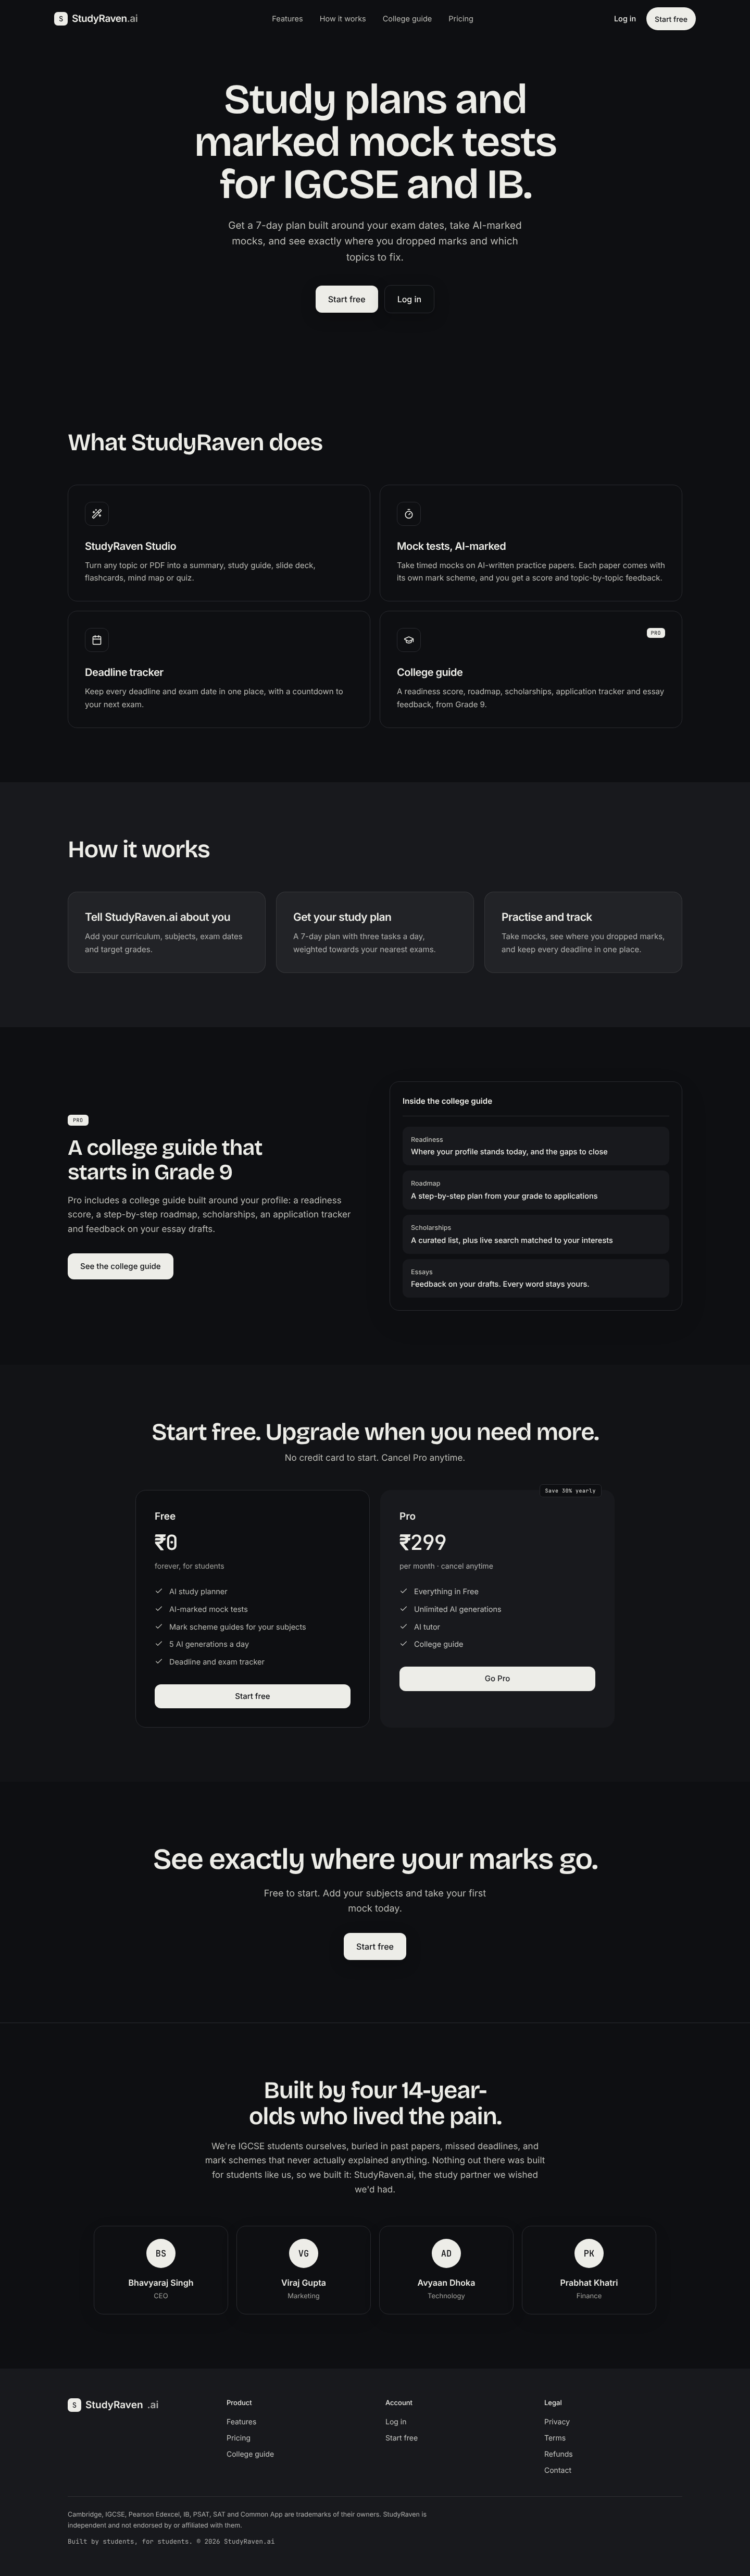 S StudyRaven.ai
Features How it works College guide Pricing
Log in Start free
Study plans and
marked mock tests
for IGCSE and IB.
Get a 7-day plan built around your exam dates, take AI-marked
mocks, and see exactly where you dropped marks and which
topics to fix.
Start free Log in
What StudyRaven does
StudyRaven Studio
Turn any topic or PDF into a summary, study guide, slide deck,
flashcards, mind map or quiz.
Mock tests, AI-marked
Take timed mocks on AI-written practice papers. Each paper comes with
its own mark scheme, and you get a score and topic-by-topic feedback.
Deadline tracker
Keep every deadline and exam date in one place, with a countdown to
your next exam.
PRO
College guide
A readiness score, roadmap, scholarships, application tracker and essay
feedback, from Grade 9.
How it works
Tell StudyRaven.ai about you
Add your curriculum, subjects, exam dates
and target grades.
Get your study plan
A 7-day plan with three tasks a day,
weighted towards your nearest exams.
Practise and track
Take mocks, see where you dropped marks,
and keep every deadline in one place.
PRO
A college guide that
starts in Grade 9
Pro includes a college guide built around your profile: a readiness
score, a step-by-step roadmap, scholarships, an application tracker
and feedback on your essay drafts.
See the college guide
Inside the college guide
Readiness
Where your profile stands today, and the gaps to close
Roadmap
A step-by-step plan from your grade to applications
Scholarships
A curated list, plus live search matched to your interests
Essays
Feedback on your drafts. Every word stays yours.
Start free. Upgrade when you need more.
No credit card to start. Cancel Pro anytime.
Free
₹0
forever, for students
AI study planner
AI-marked mock tests
Mark scheme guides for your subjects
5 AI generations a day
Deadline and exam tracker
Start free
Save 30% yearly
Pro
₹299
per month · cancel anytime
Everything in Free
Unlimited AI generations
AI tutor
College guide
Go Pro
See exactly where your marks go.
Free to start. Add your subjects and take your first
mock today.
Start free
Built by four 14-year-
olds who lived the pain.
We're IGCSE students ourselves, buried in past papers, missed deadlines, and
mark schemes that never actually explained anything. Nothing out there was built
for students like us, so we built it: StudyRaven.ai, the study partner we wished
we'd had.
BS
Bhavyaraj Singh
CEO
VG
Viraj Gupta
Marketing
AD
Avyaan Dhoka
Technology
PK
Prabhat Khatri
Finance
S StudyRaven .ai
Product
Features
Pricing
College guide
Account
Log in
Start free
Legal
Privacy
Terms
Refunds
Contact
Cambridge, IGCSE, Pearson Edexcel, IB, PSAT, SAT and Common App are trademarks of their owners. StudyRaven is
independent and not endorsed by or affiliated with them.
Built by students, for students. © 2026 StudyRaven.ai